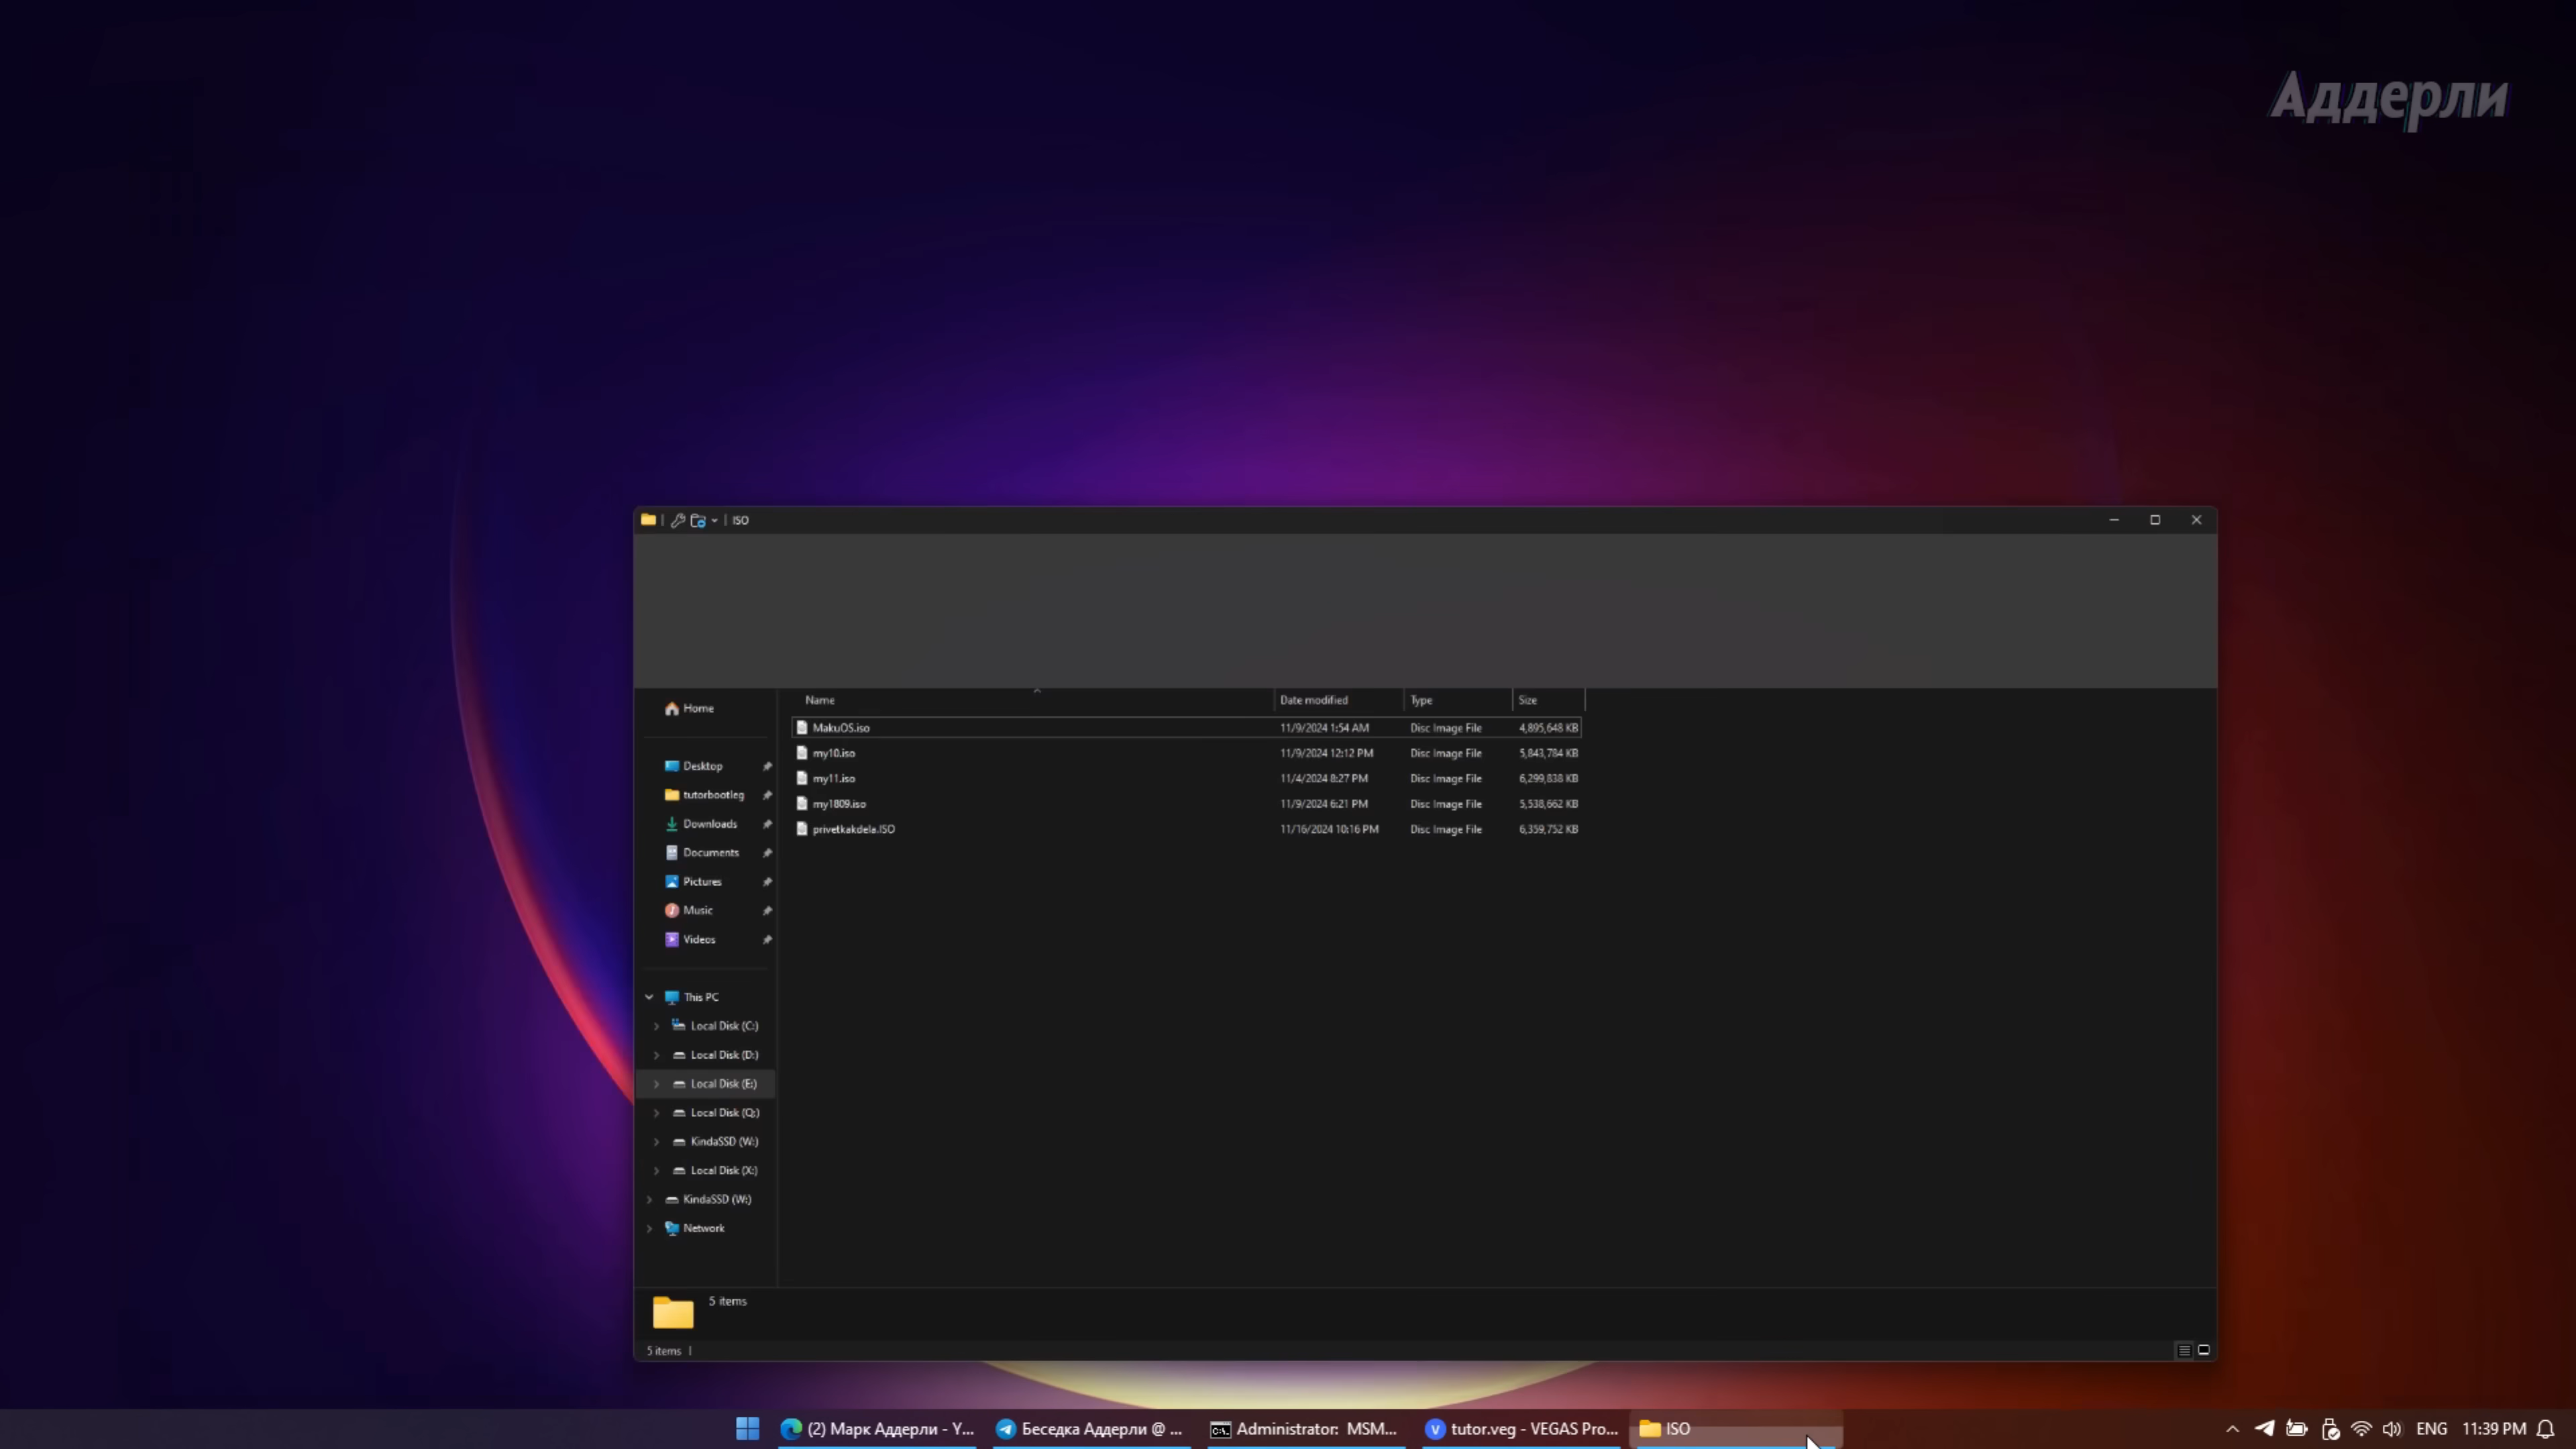 Аддерли
ISO
Name Date modified Type Size
MakuOS.iso 11/9/2024 1:54 AM Disc Image File 4,895,648 KB
my10.iso 11/9/2024 12:12 PM Disc Image File 5,843,784 KB
my11.iso 11/4/2024 8:27 PM Disc Image File 6,299,838 KB
my1809.iso 11/9/2024 6:21 PM Disc Image File 5,538,662 KB
privetkakdela.ISO 11/16/2024 10:16 PM Disc Image File 6,359,752 KB
Home
Desktop
tutorbootleg
Downloads
Documents
Pictures
Music
Videos
This PC
Local Disk (C:)
Local Disk (D:)
Local Disk (E:)
Local Disk (Q:)
KindaSSD (W:)
Local Disk (X:)
KindaSSD (W:)
Network
5 items
5 items
(2) Марк Аддерли - Y... Беседка Аддерли @ ... Administrator: MSM... tutor.veg - VEGAS Pro... ISO ENG 11:39 PM